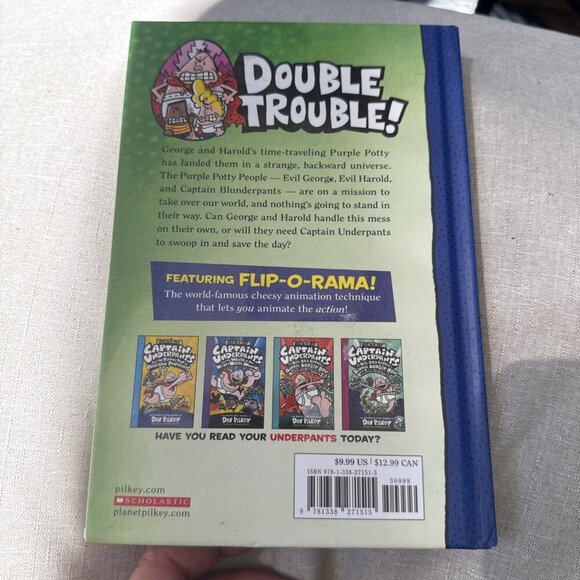 DOUBLE
TROUBLE!
George and Harold's time-traveling Purple Potty
has landed them in a strange, backward universe.
The Purple Potty People — Evil George, Evil Harold,
and Captain Blunderpants — are on a mission to
take over our world, and nothing's going to stand in
their way. Can George and Harold handle this mess
on their own, or will they need Captain Underpants
to swoop in and save the day?
FEATURING FLIP-O-RAMA!
The world-famous cheesy animation technique
that lets you animate the action!
CAPTAIN UNDERPANTS
DAV PILKEY
CAPTAIN UNDERPANTS
DAV PILKEY
CAPTAIN UNDERPANTS
DAV PILKEY
CAPTAIN UNDERPANTS
DAV PILKEY
HAVE YOU READ YOUR UNDERPANTS TODAY?
$9.99 US | $12.99 CAN
ISBN 978-1-338-27151-5
50999
9 781338 271515
pilkey.com
SCHOLASTIC
planetpilkey.com